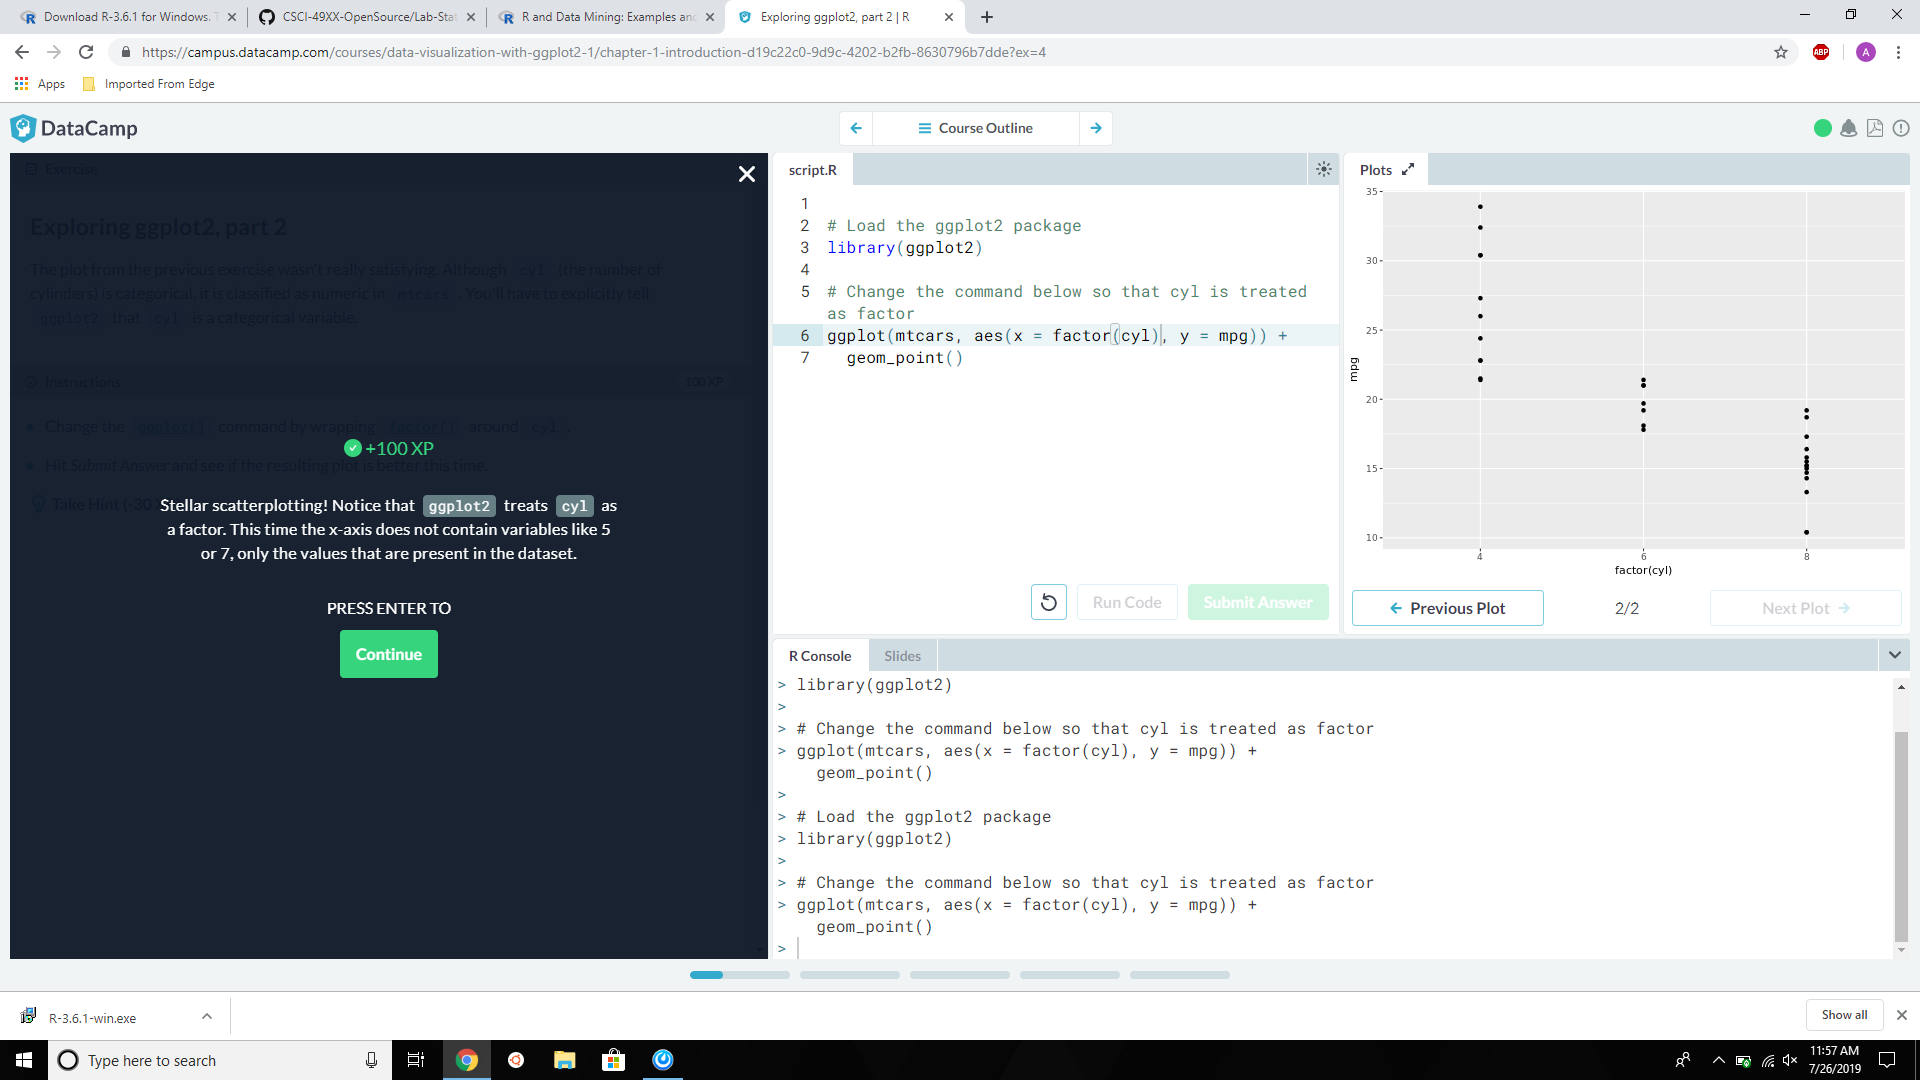 Download R-3.6.1 for Windows. T
CSCI-49XX-OpenSource/Lab-Stat
R and Data Mining: Examples and
Exploring ggplot2, part 2 | R
https://campus.datacamp.com/courses/data-visualization-with-ggplot2-1/chapter-1-introduction-d19c22c0-9d9c-4202-b2fb-8630796b7dde?ex=4
ABP
A
Apps
Imported From Edge
DataCamp
Course Outline
Exercise
Exploring ggplot2, part 2
The plot from the previous exercise wasn't really satisfying. Although cyl (the number of
cylinders) is categorical, it is classified as numeric in mtcars . You'll have to explicitly tell
ggplot2 that cyl is a categorical variable.
Instructions
100 XP
Change the ggplot() command by wrapping factor() around cyl .
Hit Submit Answer and see if the resulting plot is better this time.
Take Hint (-30
+100 XP
Stellar scatterplotting! Notice that ggplot2 treats cyl as
a factor. This time the x-axis does not contain variables like 5
or 7, only the values that are present in the dataset.
PRESS ENTER TO
Continue
script.R
1
2 # Load the ggplot2 package
3 library(ggplot2)
4
5 # Change the command below so that cyl is treated
as factor
6 ggplot(mtcars, aes(x = factor(cyl), y = mpg)) +
7 geom_point()
Run Code
Submit Answer
Plots
35
30
25
20
15
10
mpg
4
6
8
factor(cyl)
Previous Plot
2/2
Next Plot
R Console
Slides
> library(ggplot2)
>
> # Change the command below so that cyl is treated as factor
> ggplot(mtcars, aes(x = factor(cyl), y = mpg)) +
geom_point()
>
> # Load the ggplot2 package
> library(ggplot2)
>
> # Change the command below so that cyl is treated as factor
> ggplot(mtcars, aes(x = factor(cyl), y = mpg)) +
geom_point()
>
R-3.6.1-win.exe
Show all
Type here to search
11:57 AM
7/26/2019